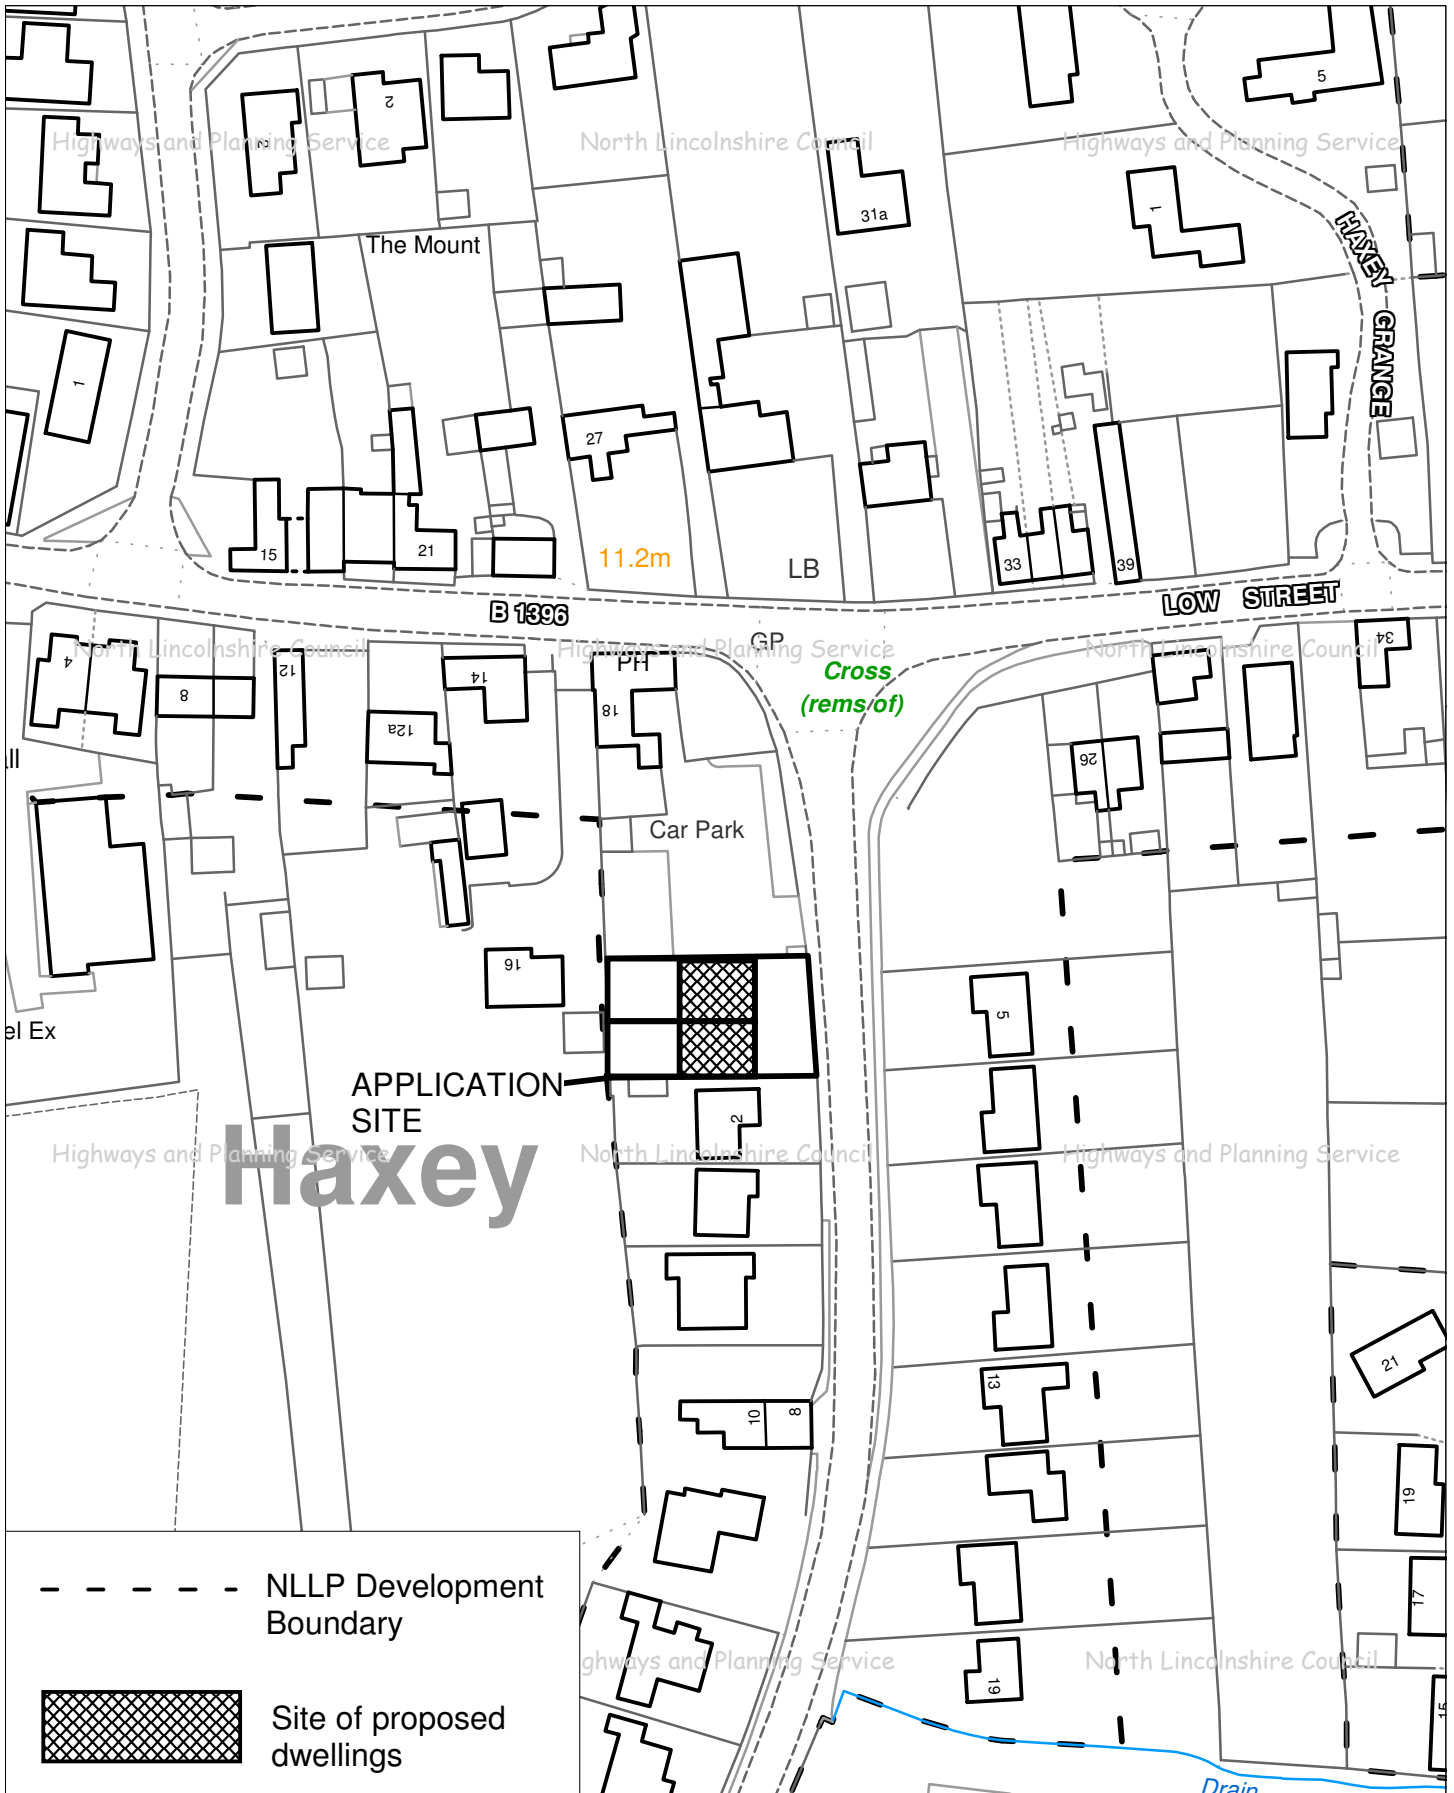 5
2
2
Highways and Planning Service
North Lincolnshire Council
Highways and Planning Service
31a
1
The Mount
HAXEY GRANGE
1
27
15
21
11.2m
LB
33
39
B 1396
LOW STREET
GP
PH
Cross
(rems of)
North Lincolnshire Council
Highways and Planning Service
North Lincolnshire Council
4
8
12
12a
14
18
26
34
Car Park
16
el Ex
5
APPLICATION
SITE
2
Haxey
Highways and Planning Service
North Lincolnshire Council
Highways and Planning Service
13
10
8
21
19
17
15
19
NLLP Development
Boundary
ghways and Planning Service
North Lincolnshire Council
Site of proposed
dwellings
Drain